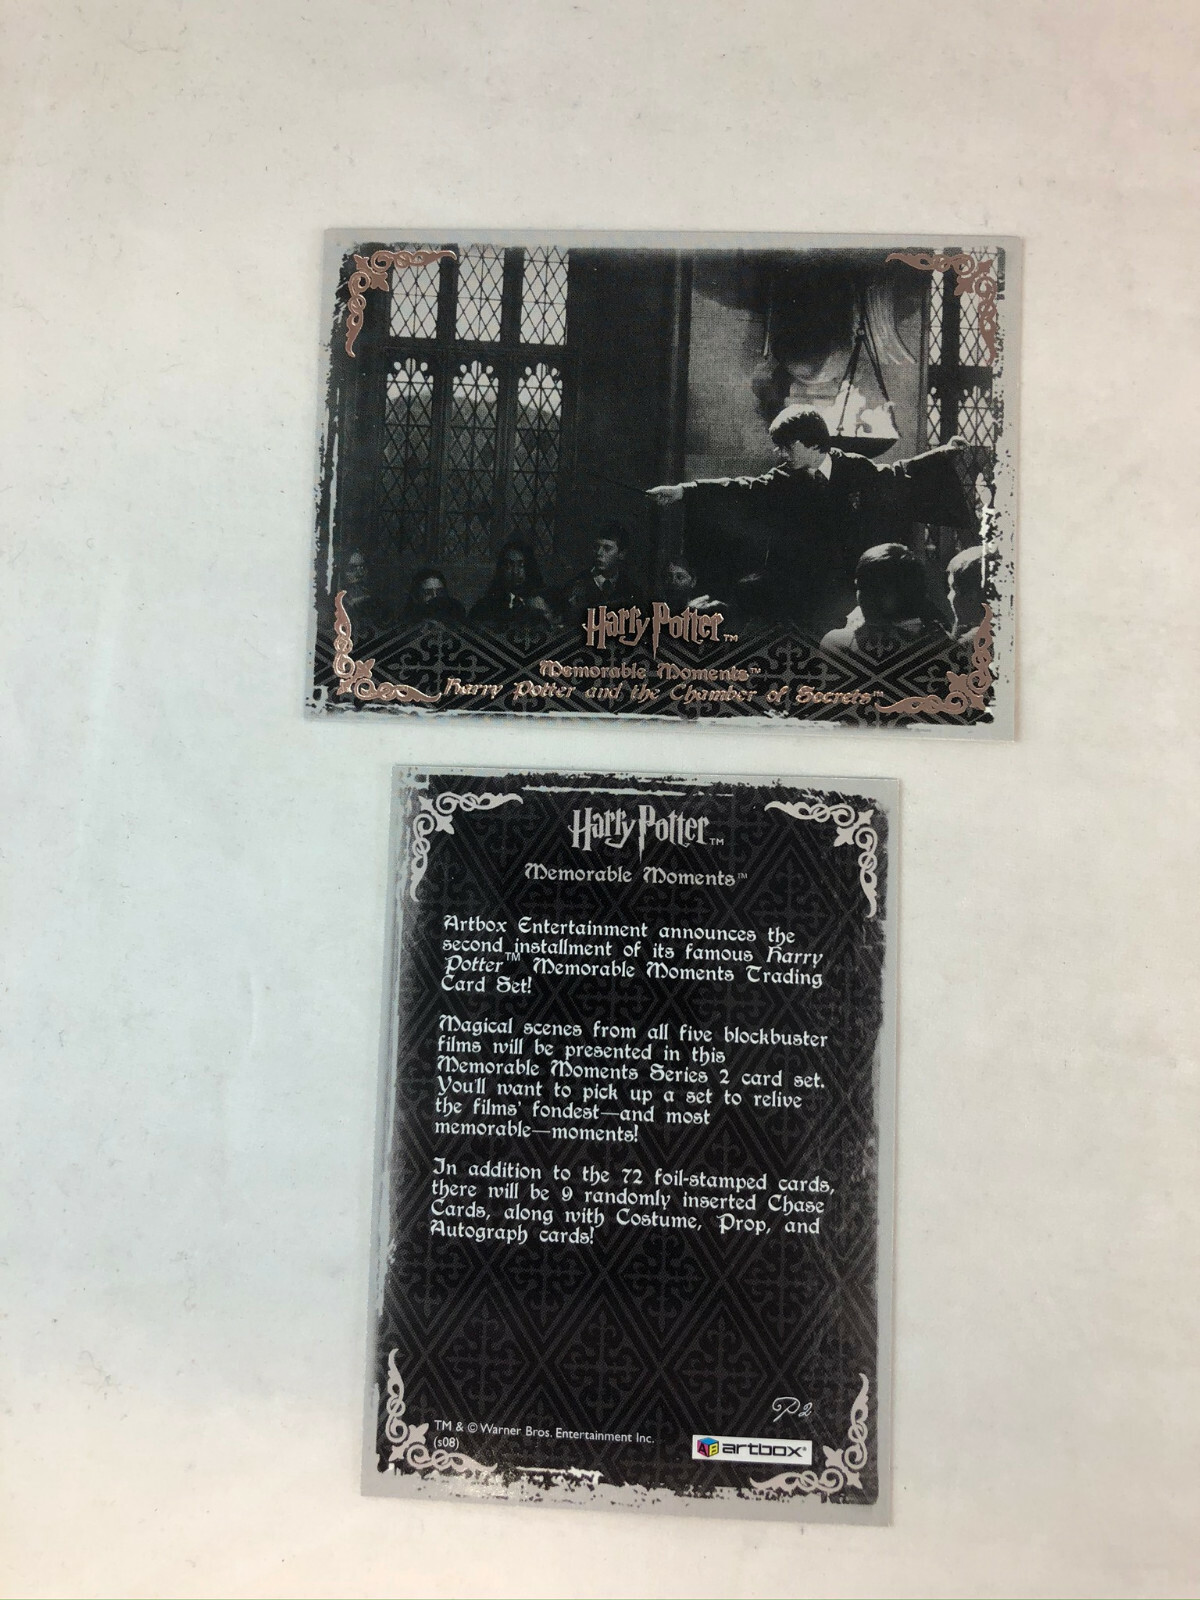 Harry Potter™
Memorable Moments™
Harry Potter and the Chamber of Secrets™
Harry Potter™
Memorable Moments™
Artbox Entertainment announces the
second installment of its famous Harry
Potter™ Memorable Moments Trading
Card Set!
Magical scenes from all five blockbuster
films will be presented in this
Memorable Moments Series 2 card set.
You'll want to pick up a set to relive
the films' fondest—and most
memorable—moments!
In addition to the 72 foil-stamped cards,
there will be 9 randomly inserted Chase
Cards, along with Costume, Prop, and
Autograph cards!
P2
TM & © Warner Bros. Entertainment Inc.
(s08)
AB artbox®